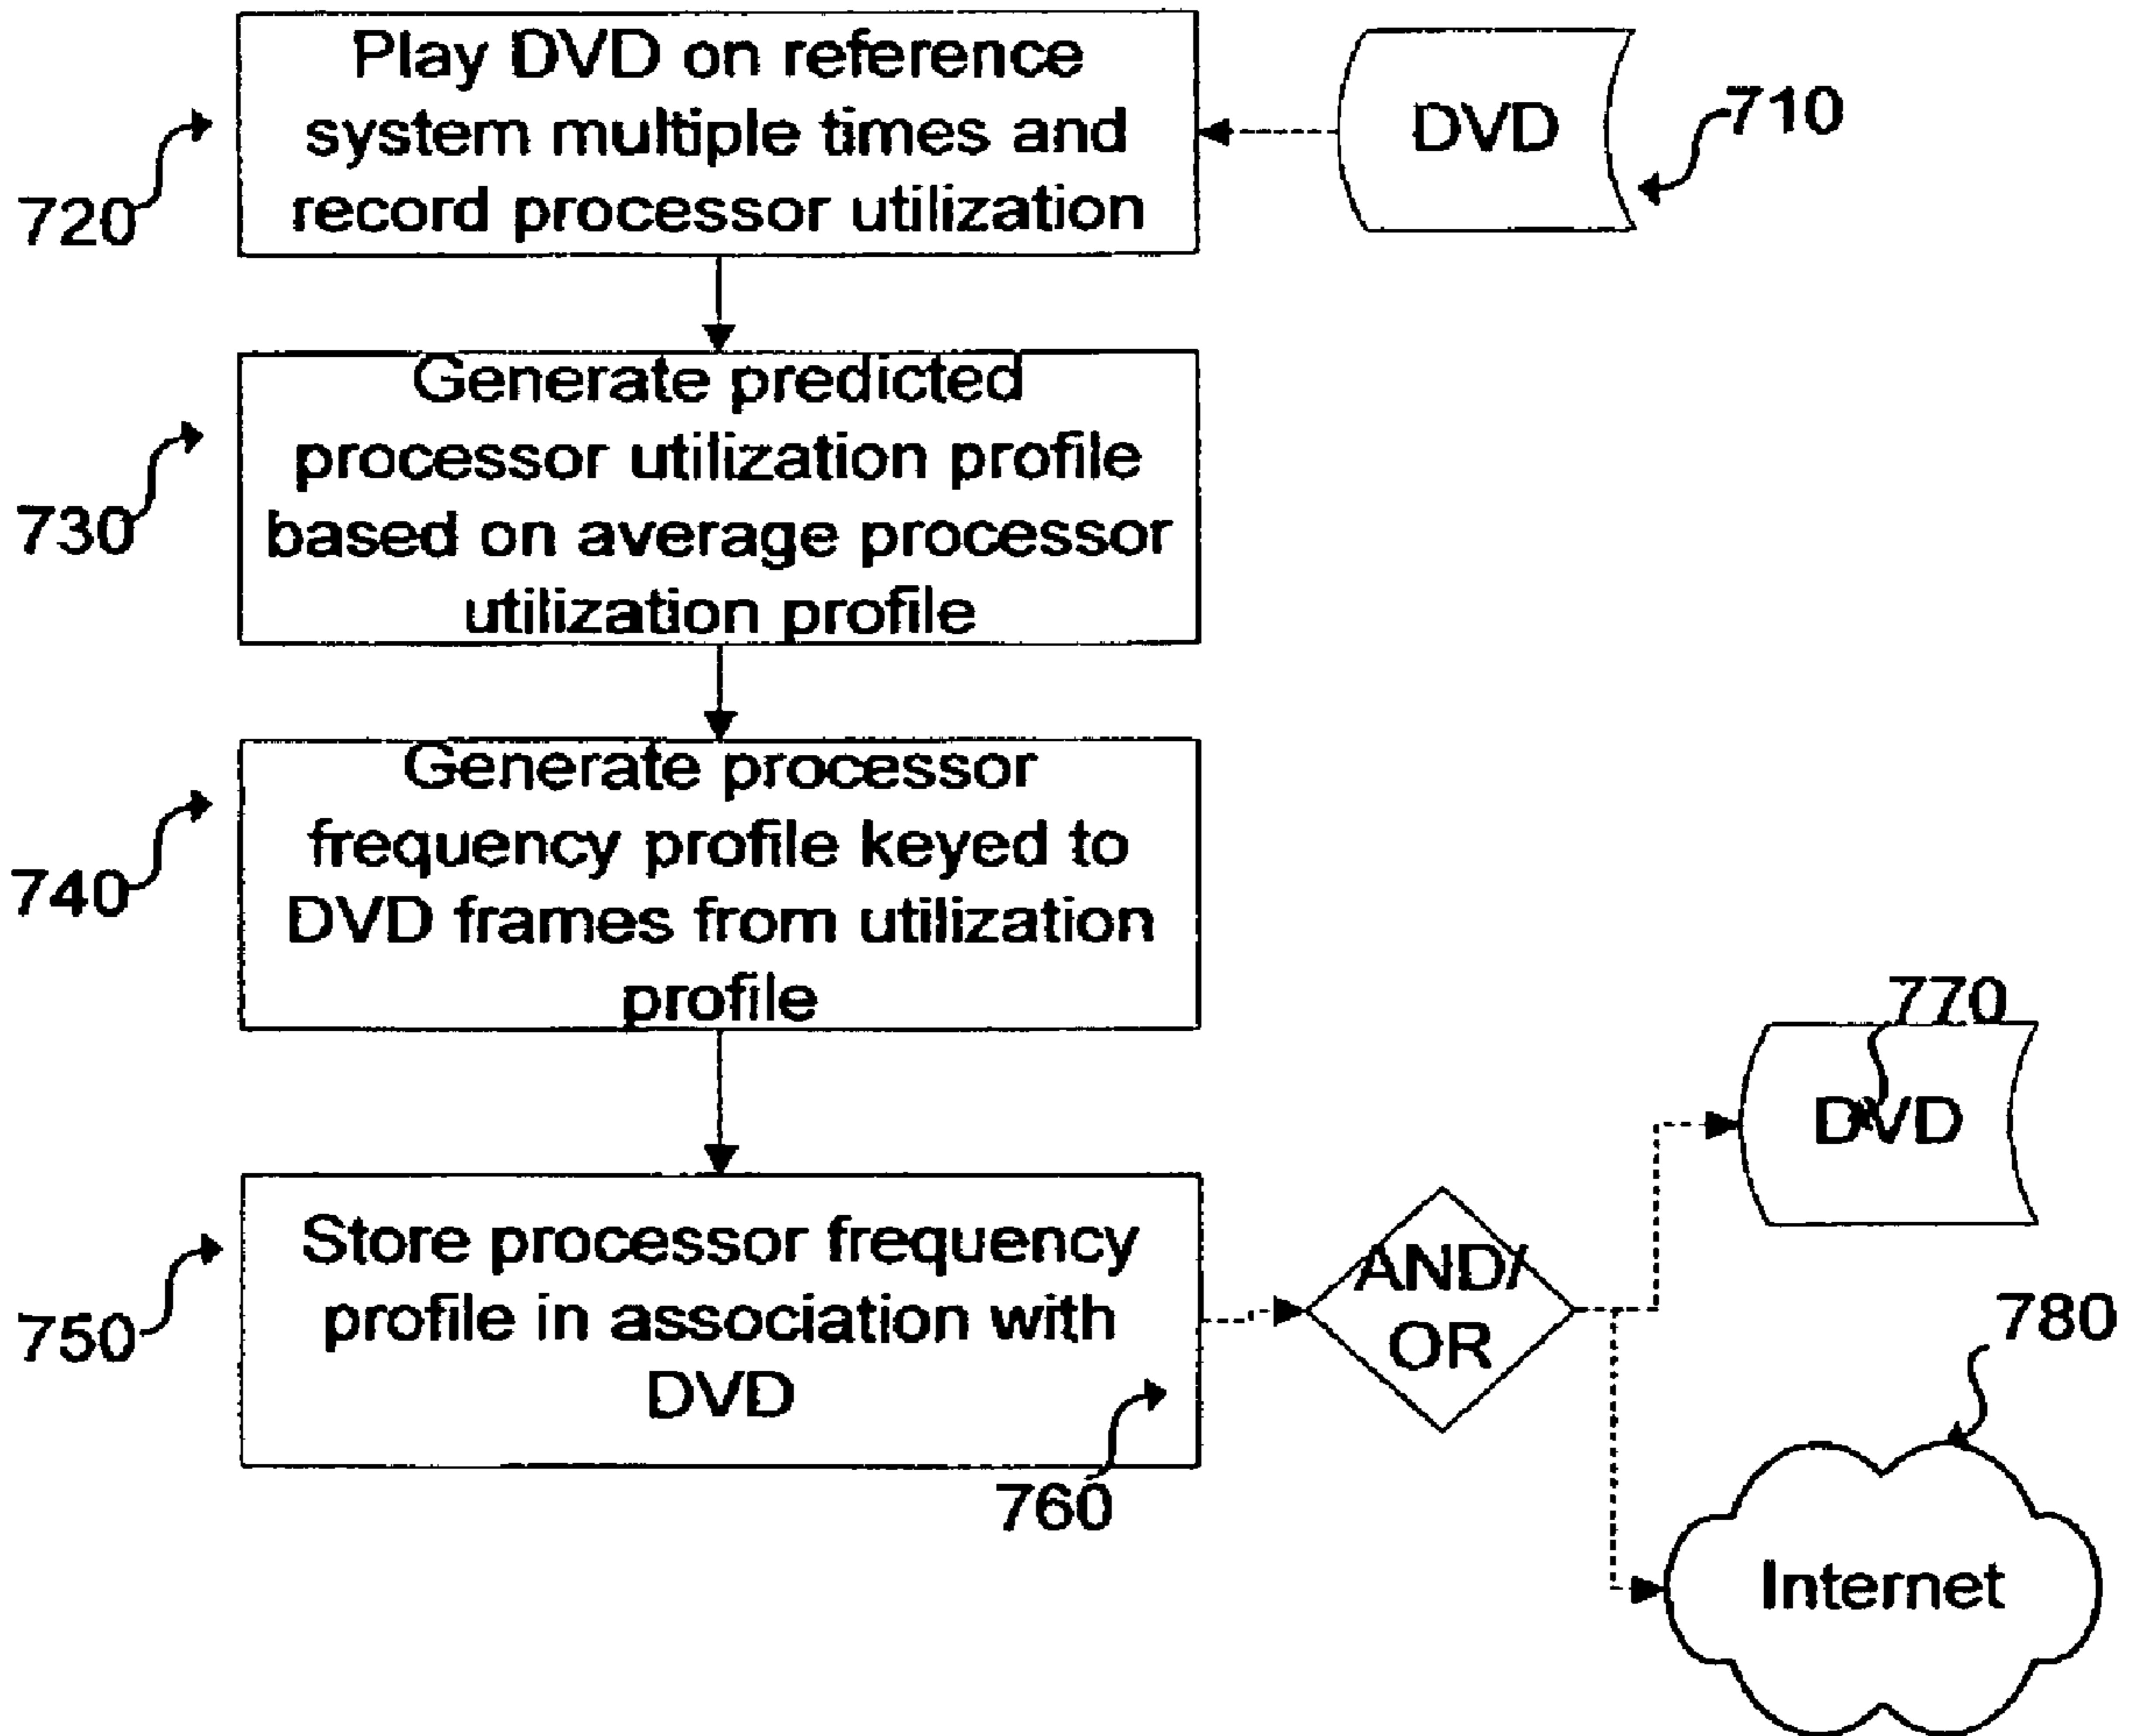 Play DVD on reference
system multiple times and
record processor utilization
DVD
710
720
Generate predicted
processor utilization profile
based on average processor
utilization profile
730
Generate processor
frequency profile keyed to
DVD frames from utilization
profile
740
770
DVD
Store processor frequency
profile in association with
DVD
750
760
AND/
OR
780
Internet